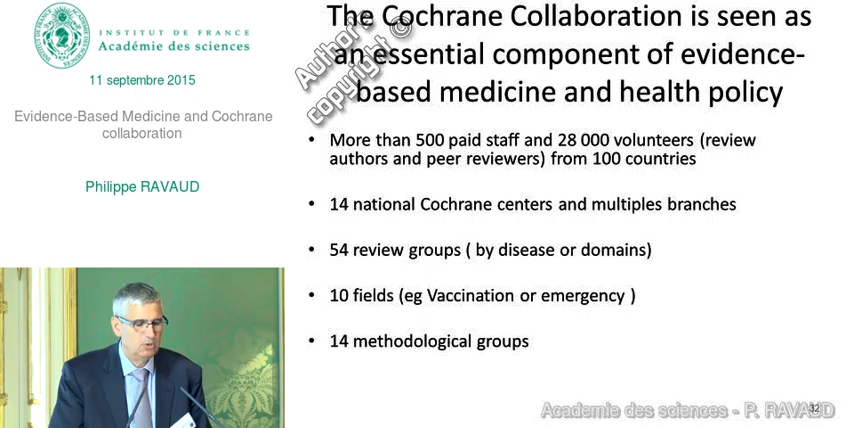 INSTITUT DE FRANCE
Académie des sciences
11 septembre 2015
Evidence-Based Medicine and Cochrane
collaboration
Philippe RAVAUD
The Cochrane Collaboration is seen as
an essential component of evidence-
based medicine and health policy
Author
copyright ©
• More than 500 paid staff and 28 000 volunteers (review
authors and peer reviewers) from 100 countries
• 14 national Cochrane centers and multiples branches
• 54 review groups ( by disease or domains)
• 10 fields (eg Vaccination or emergency )
• 14 methodological groups
32
Academie des sciences - P. RAVAUD